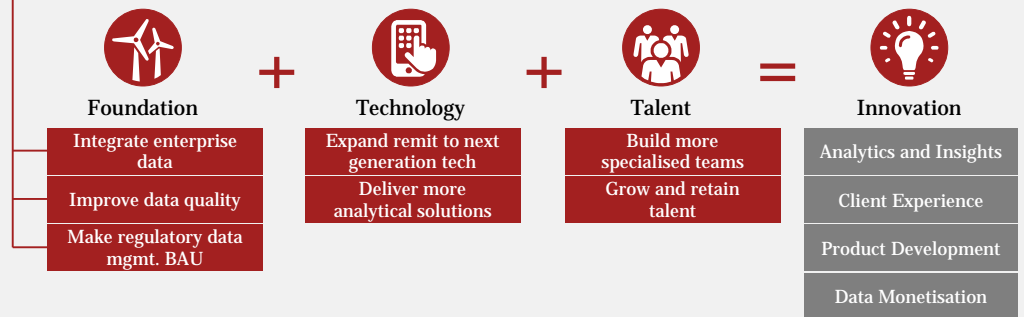 Foundation
+
Technology
+
Talent
=
Innovation
Integrate enterprise
data
Improve data quality
Make regulatory data
mgmt. BAU
Expand remit to next
generation tech
Deliver more
analytical solutions
Build more
specialised teams
Grow and retain
talent
Analytics and Insights
Client Experience
Product Development
Data Monetisation